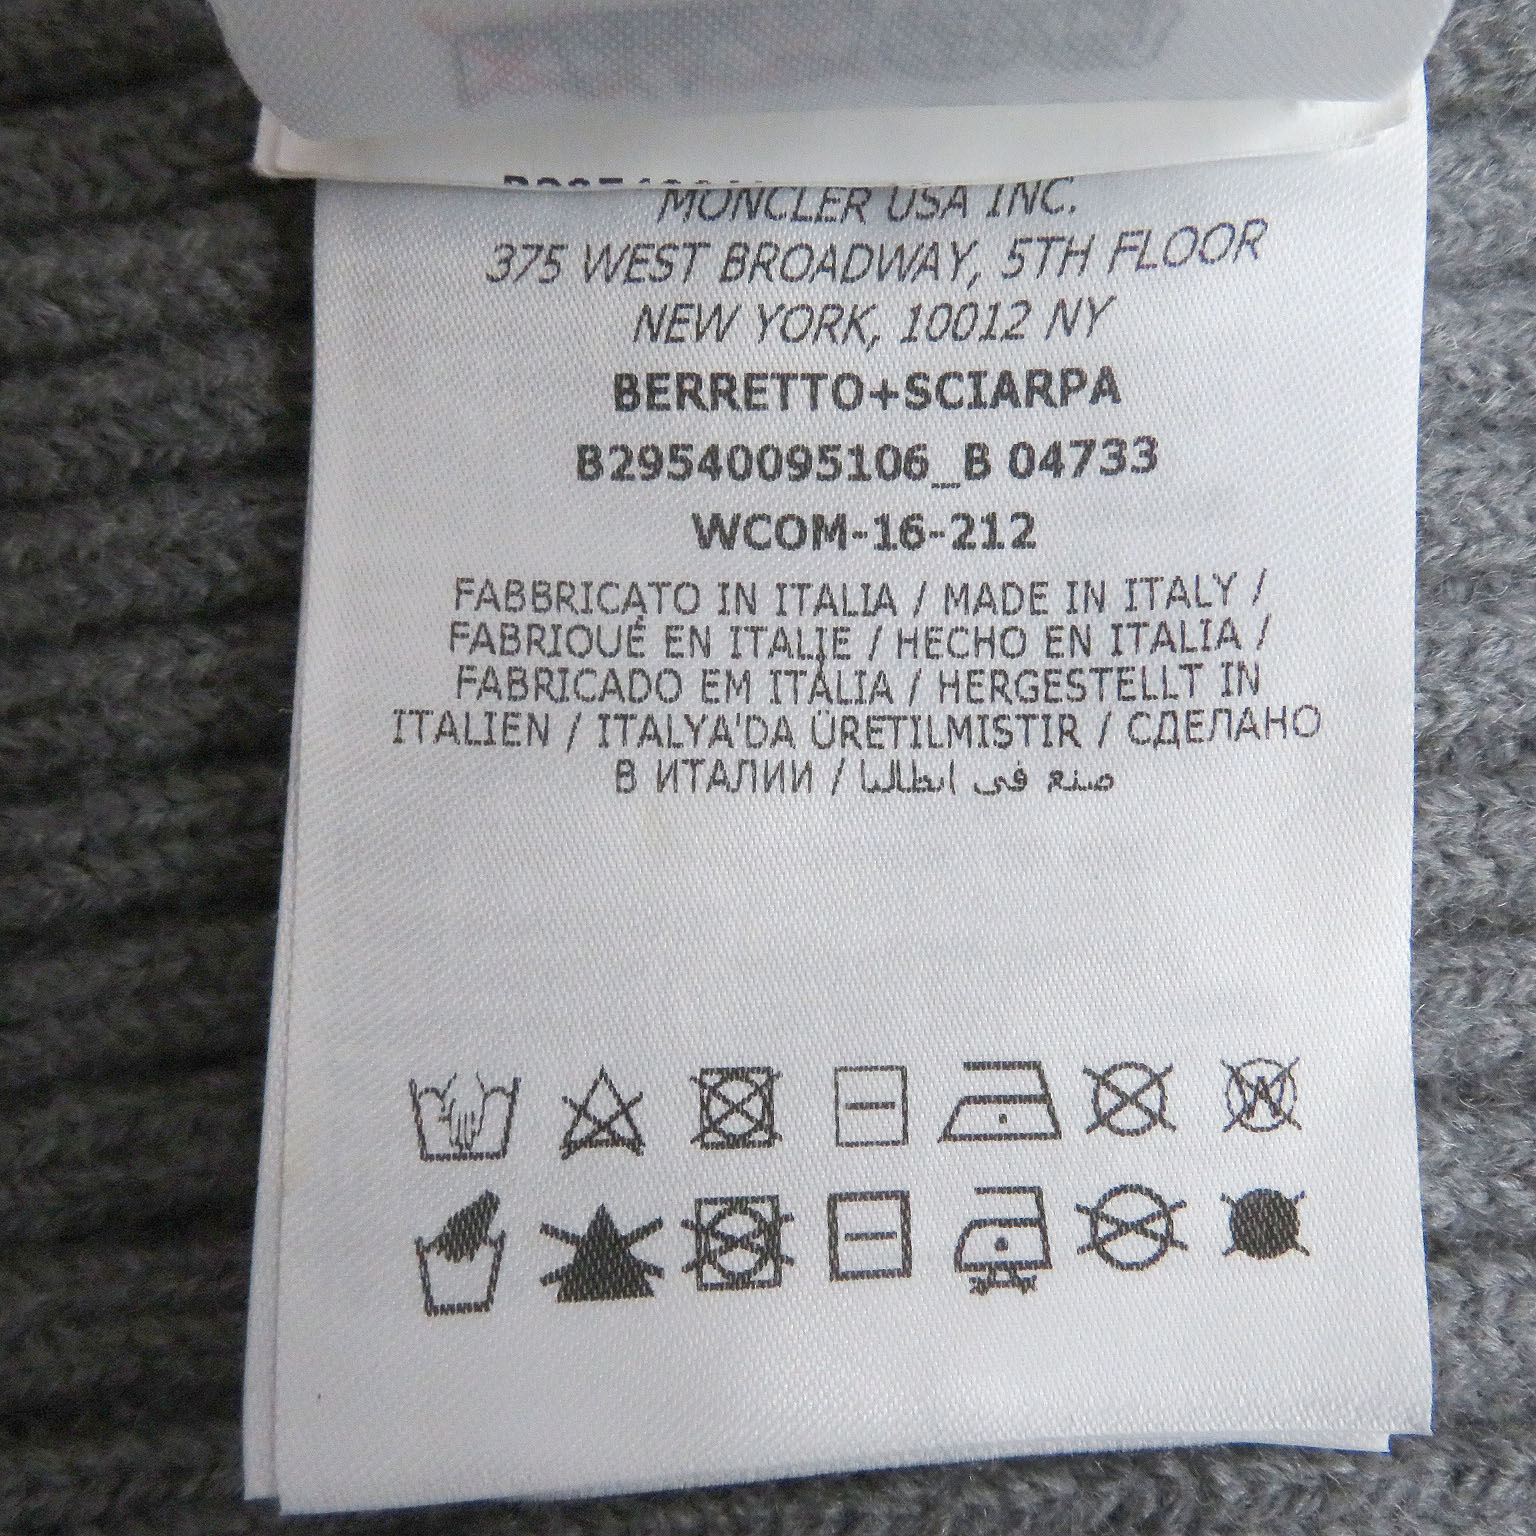 MONCLER USA INC.
375 WEST BROADWAY, 5TH FLOOR
NEW YORK, 10012 NY
BERRETTO+SCIARPA
B29540095106_B 04733
WCOM-16-212
FABBRICATO IN ITALIA / MADE IN ITALY /
FABRIQUÉ EN ITALIE / HECHO EN ITALIA /
FABRICADO EM ITÁLIA / HERGESTELLT IN
ITALIEN / ITALYA'DA ÜRETILMISTIR / СДЕЛАНО
В ИТАЛИИ / صنع في ايطاليا
W